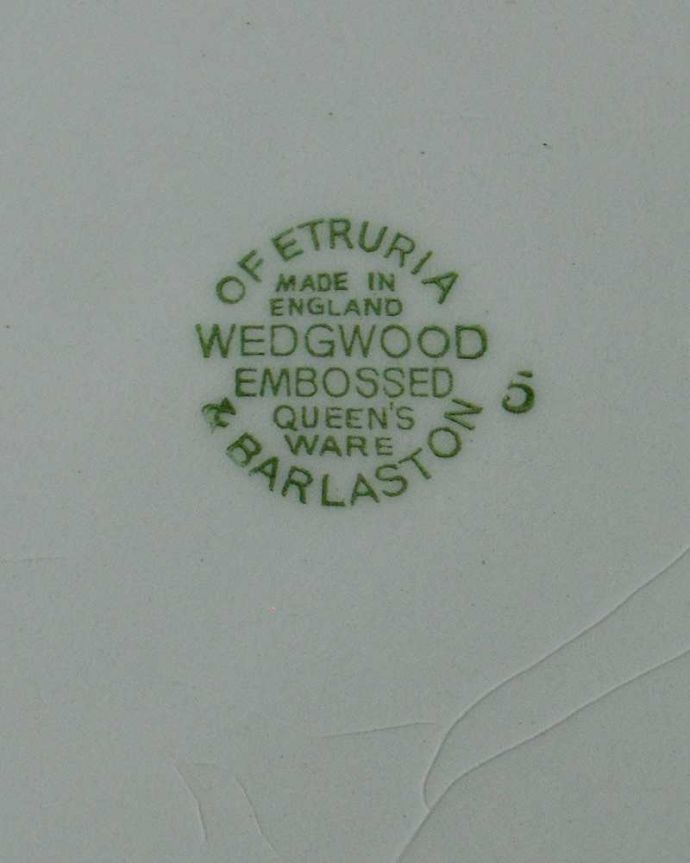 OF ETRURIA
MADE IN
ENGLAND
WEDGWOOD
EMBOSSED
QUEEN'S
WARE
& BARLASTON
5